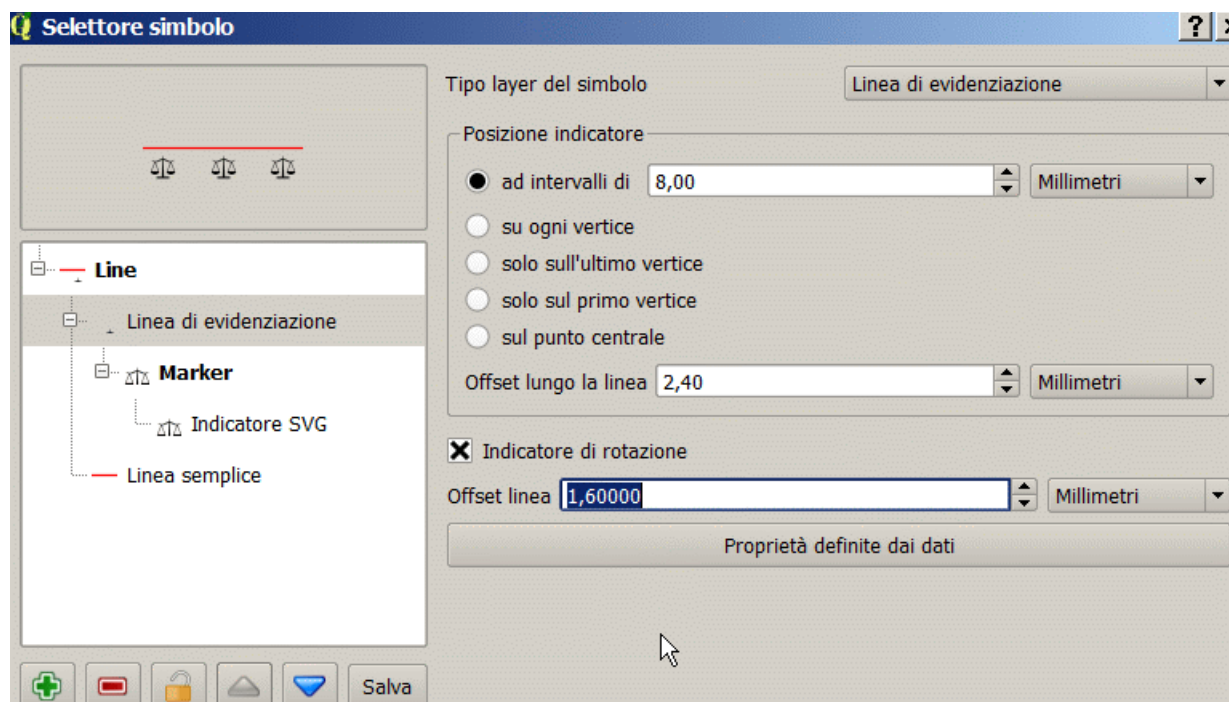 Selettore simbolo
Tipo layer del simbolo Linea di evidenziazione
Posizione indicatore
ad intervalli di 8,00 Millimetri
su ogni vertice
solo sull'ultimo vertice
solo sul primo vertice
sul punto centrale
Offset lungo la linea 2,40 Millimetri
Indicatore di rotazione
Offset linea 1,60000 Millimetri
Proprietà definite dai dati
Line
Linea di evidenziazione
Marker
Indicatore SVG
Linea semplice
Salva